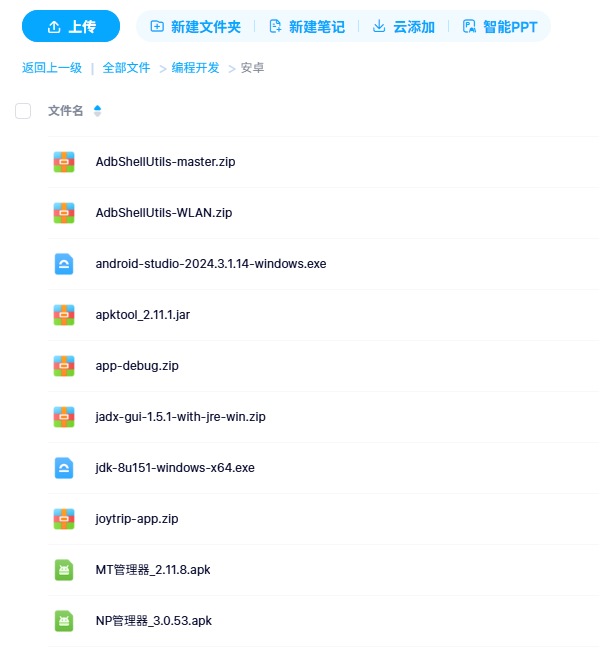 上传 新建文件夹 新建笔记 云添加 智能PPT
返回上一级 | 全部文件 > 编程开发 > 安卓
文件名
AdbShellUtils-master.zip
AdbShellUtils-WLAN.zip
android-studio-2024.3.1.14-windows.exe
apktool_2.11.1.jar
app-debug.zip
jadx-gui-1.5.1-with-jre-win.zip
jdk-8u151-windows-x64.exe
joytrip-app.zip
MT管理器_2.11.8.apk
NP管理器_3.0.53.apk